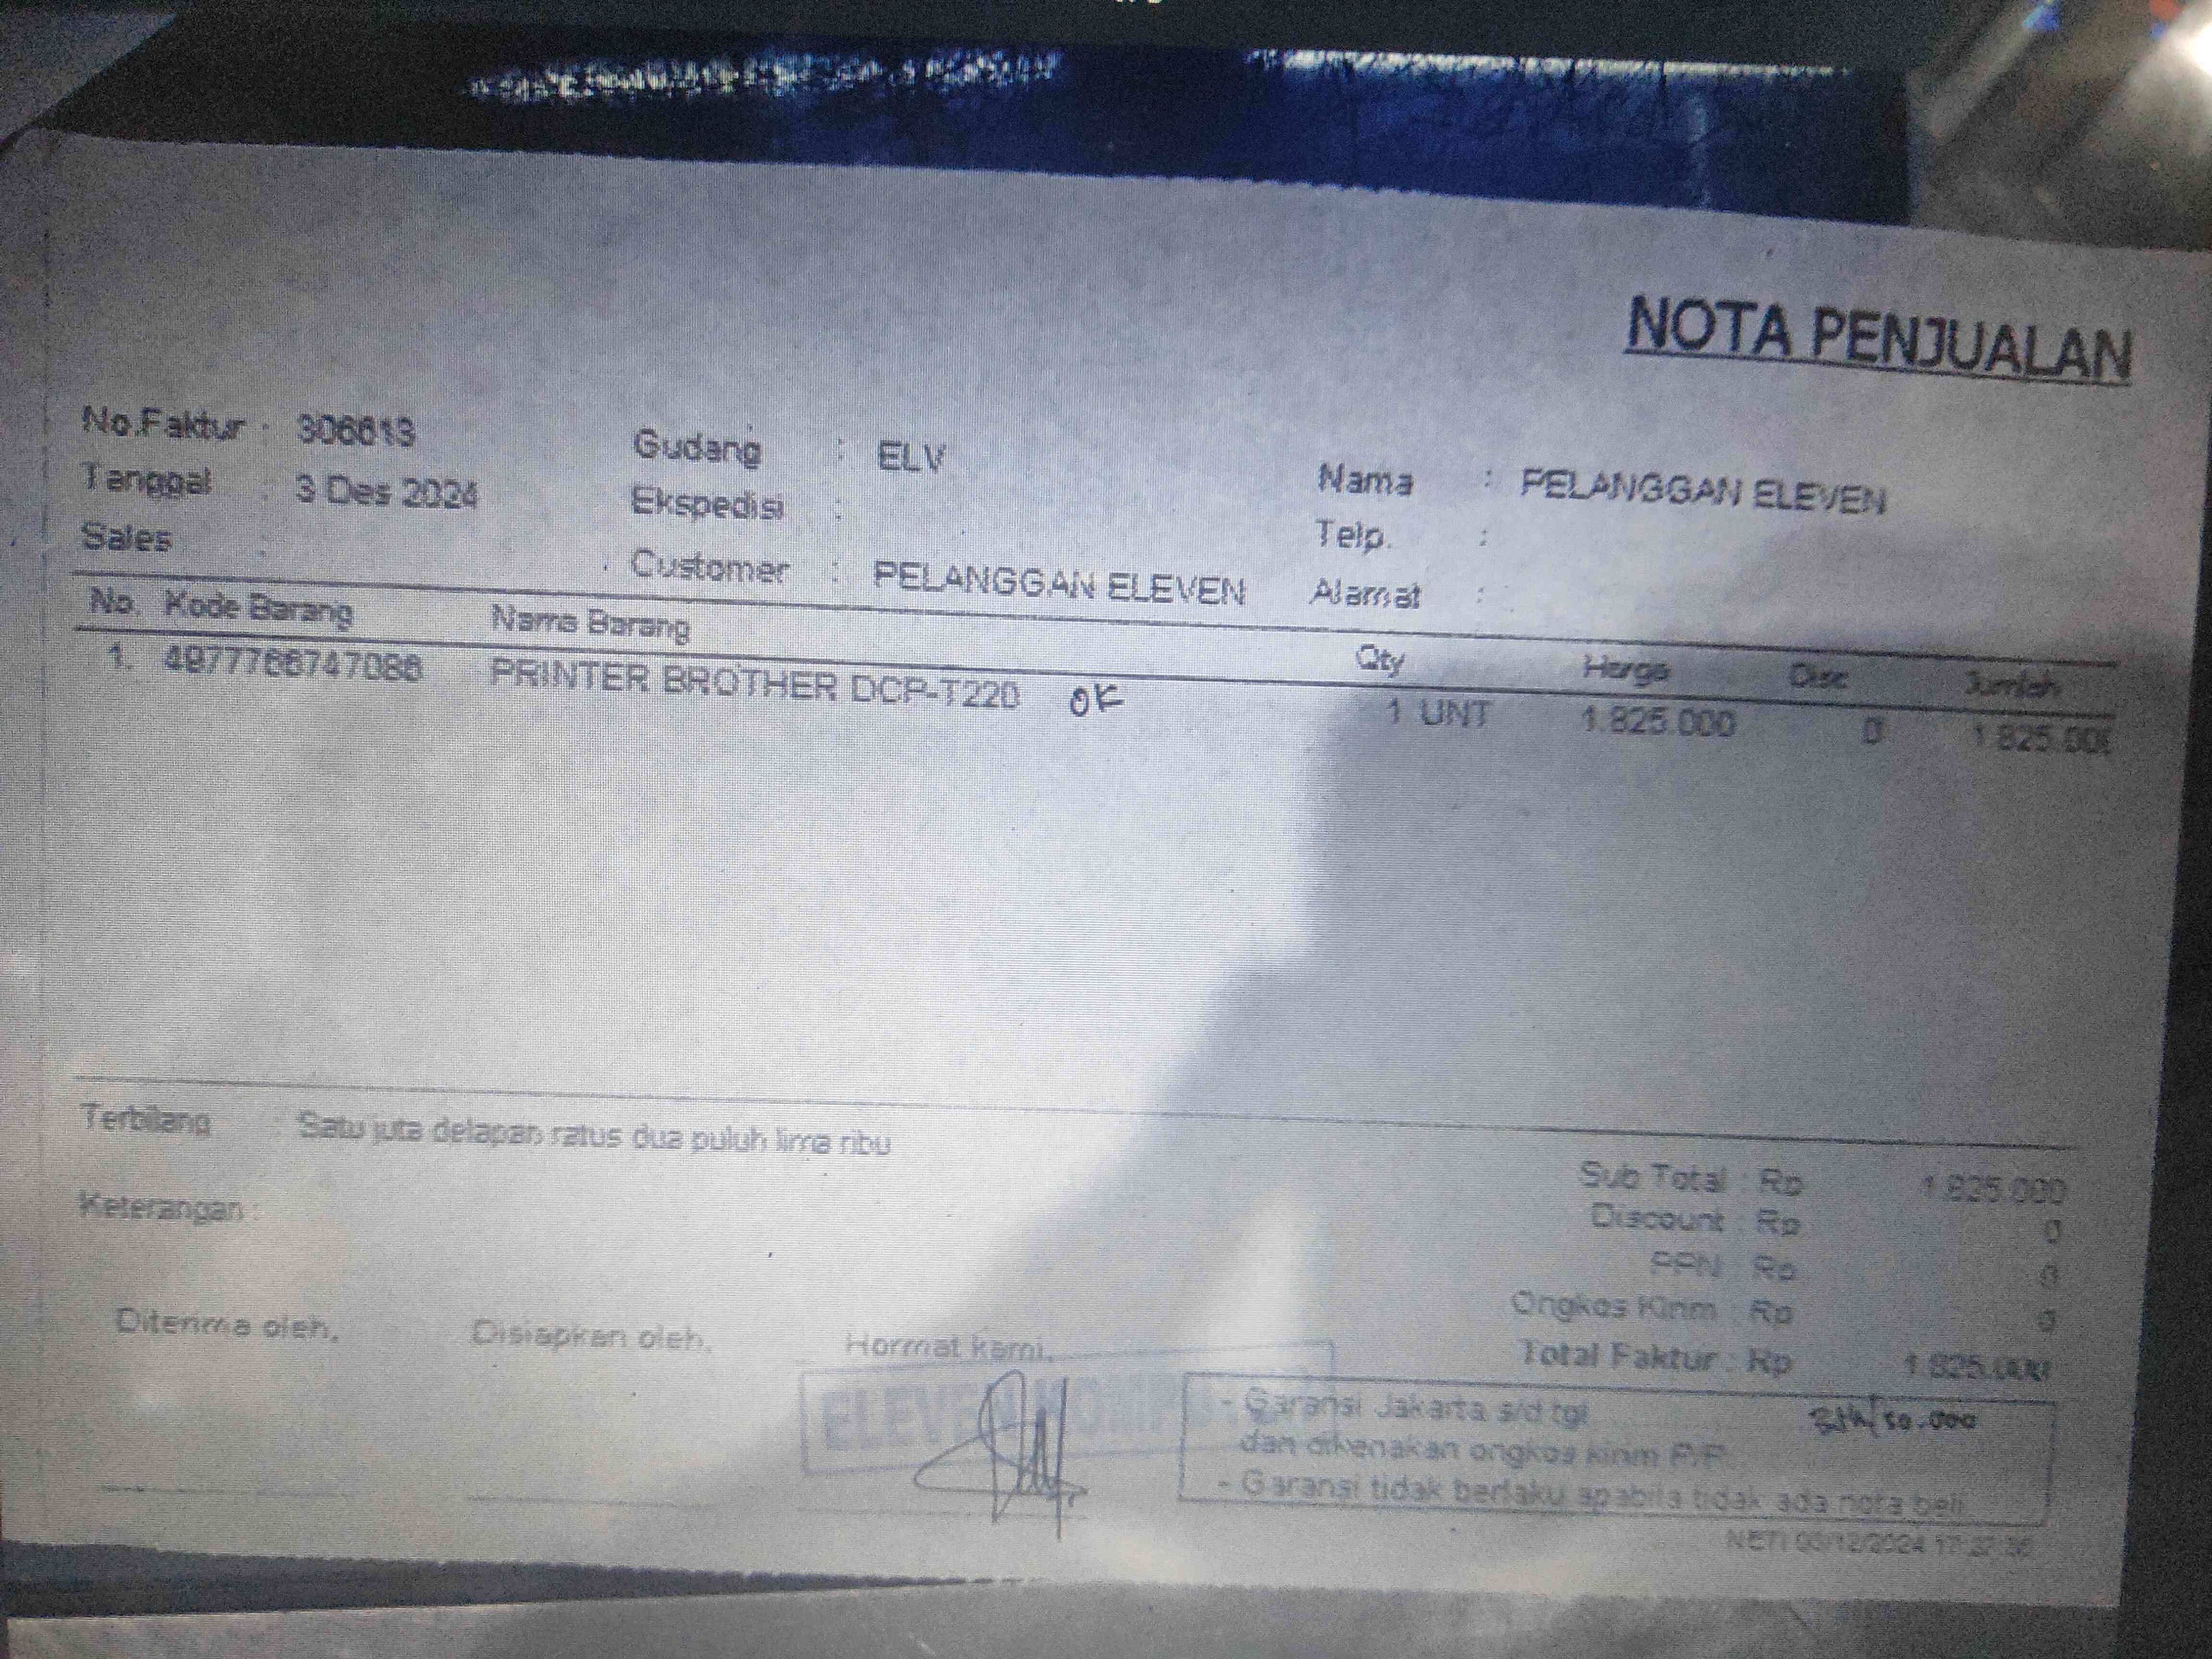 NOTA PENJUALAN
No.Faktur : 306613
Tanggal : 3 Des 2024
Sales :
Gudang : ELV
Ekspedisi :
Customer : PELANGGAN ELEVEN
Nama : PELANGGAN ELEVEN
Telp. :
Alamat :
No. Kode Barang Nama Barang Qty Harga Disc Jumlah
1. 4977766747086 PRINTER BROTHER DCP-T220 OK 1 UNT 1.825.000 0 1.825.000
Terbilang : Satu juta delapan ratus dua puluh lima ribu
Keterangan :
Sub Total : Rp 1.825.000
Discount : Rp 0
PPN : Rp 0
Ongkos Kirim : Rp 0
Total Faktur : Rp 1.825.000
Diterima oleh, Disiapkan oleh, Hormat kami,
ELEVEN
- Garansi Jakarta s/d tgl
dan dikenakan ongkos kirim P/P
- Garansi tidak berlaku apabila tidak ada nota beli